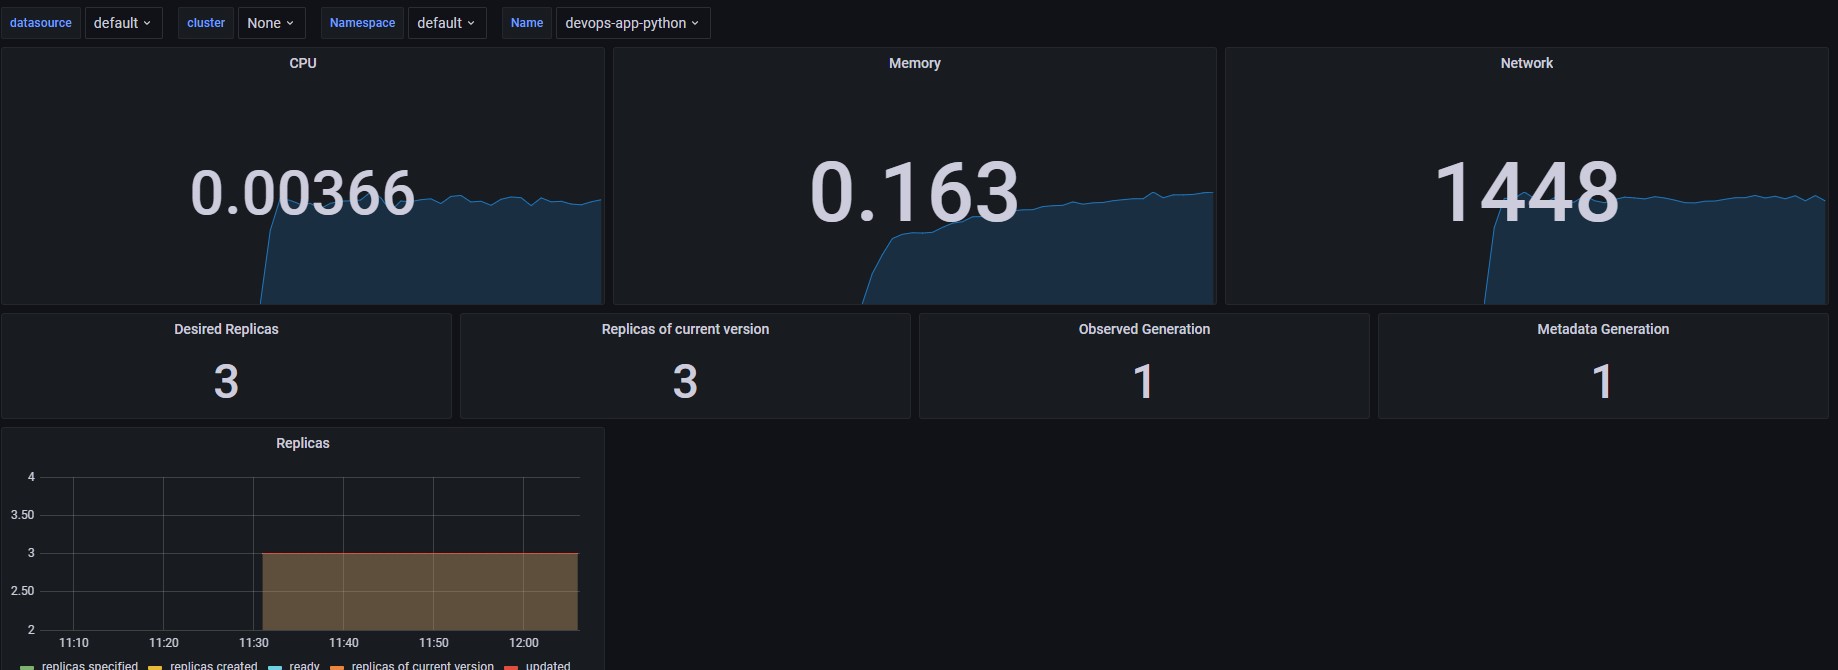 datasource default cluster None Namespace default Name devops-app-python
CPU Memory Network
0.00366 0.163 1448
Desired Replicas Replicas of current version Observed Generation Metadata Generation
3 3 1 1
Replicas
4
3.50
3
2.50
2
11:10 11:20 11:30 11:40 11:50 12:00
replicas specified replicas created ready replicas of current version updated